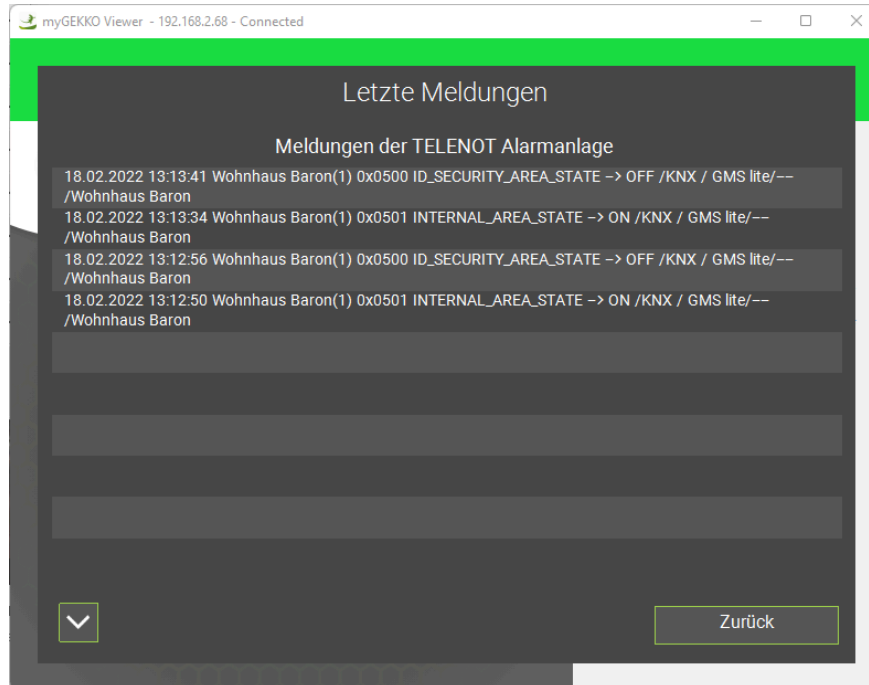 myGEKKO Viewer - 192.168.2.68 - Connected
Letzte Meldungen
Meldungen der TELENOT Alarmanlage
18.02.2022 13:13:41 Wohnhaus Baron(1) 0x0500 ID_SECURITY_AREA_STATE –> OFF /KNX / GMS lite/––
/Wohnhaus Baron
18.02.2022 13:13:34 Wohnhaus Baron(1) 0x0501 INTERNAL_AREA_STATE –> ON /KNX / GMS lite/––
/Wohnhaus Baron
18.02.2022 13:12:56 Wohnhaus Baron(1) 0x0500 ID_SECURITY_AREA_STATE –> OFF /KNX / GMS lite/––
/Wohnhaus Baron
18.02.2022 13:12:50 Wohnhaus Baron(1) 0x0501 INTERNAL_AREA_STATE –> ON /KNX / GMS lite/––
/Wohnhaus Baron
Zurück